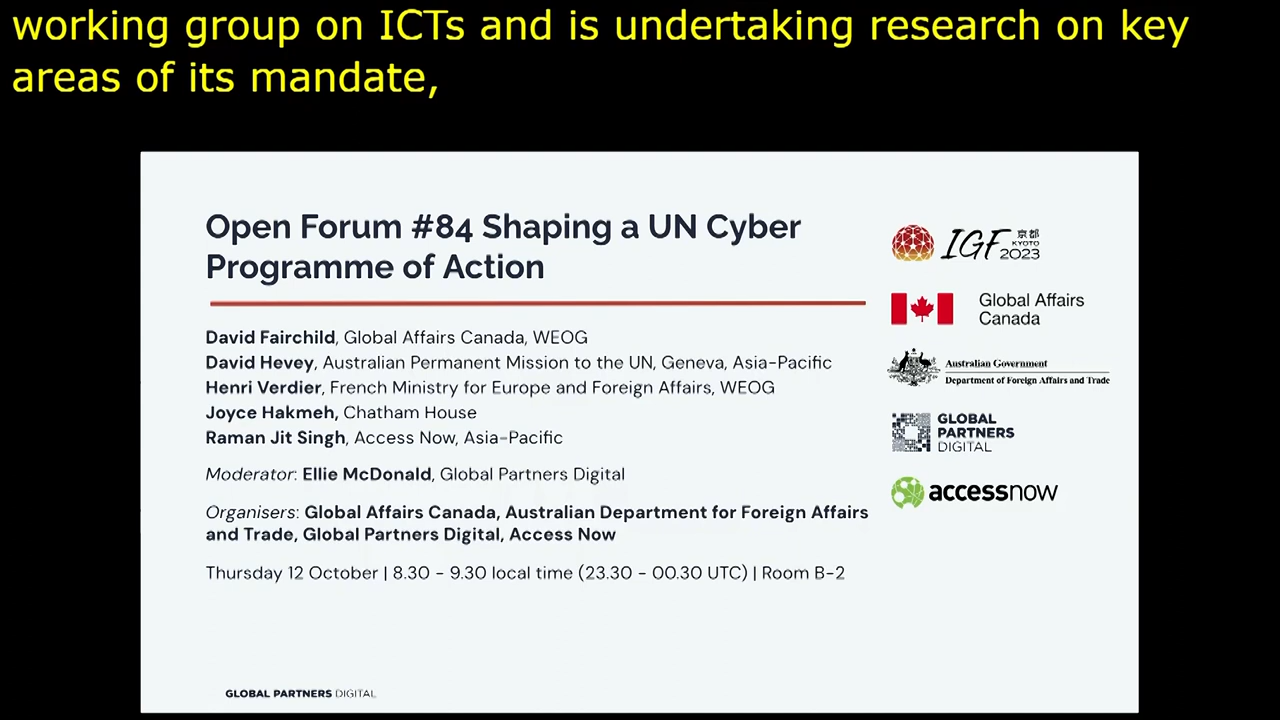 working group on ICTs and is undertaking research on key
areas of its mandate,
Open Forum #84 Shaping a UN Cyber
Programme of Action
David Fairchild, Global Affairs Canada, WEOG
David Hevey, Australian Permanent Mission to the UN, Geneva, Asia-Pacific
Henri Verdier, French Ministry for Europe and Foreign Affairs, WEOG
Joyce Hakmeh, Chatham House
Raman Jit Singh, Access Now, Asia-Pacific
Moderator: Ellie McDonald, Global Partners Digital
Organisers: Global Affairs Canada, Australian Department for Foreign Affairs
and Trade, Global Partners Digital, Access Now
Thursday 12 October | 8.30 - 9.30 local time (23.30 - 00.30 UTC) | Room B-2
IGF 京都
KYOTO
2023
Global Affairs
Canada
Australian Government
Department of Foreign Affairs and Trade
GLOBAL
PARTNERS
DIGITAL
accessnow
GLOBAL PARTNERS DIGITAL